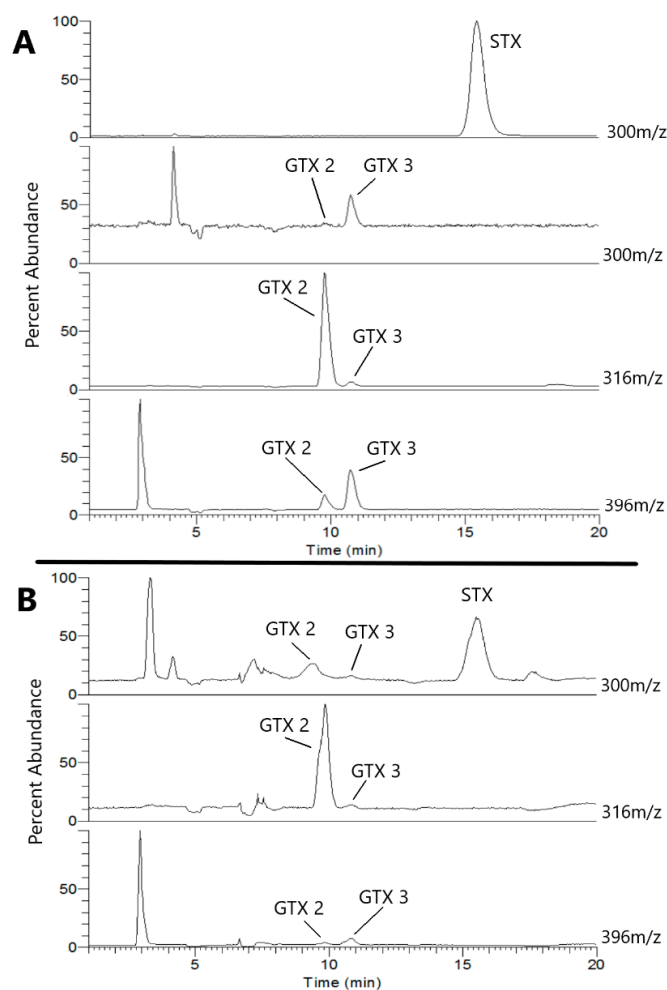 A
Percent Abundance
100
50
0
STX
300m/z
50
0
GTX 2
GTX 3
300m/z
50
0
GTX 2
GTX 3
316m/z
50
0
GTX 2
GTX 3
396m/z
5
10
15
20
Time (min)
B
Percent Abundance
100
50
0
GTX 2
GTX 3
STX
300m/z
50
0
GTX 2
GTX 3
316m/z
50
0
GTX 2
GTX 3
396m/z
5
10
15
20
Time (min)